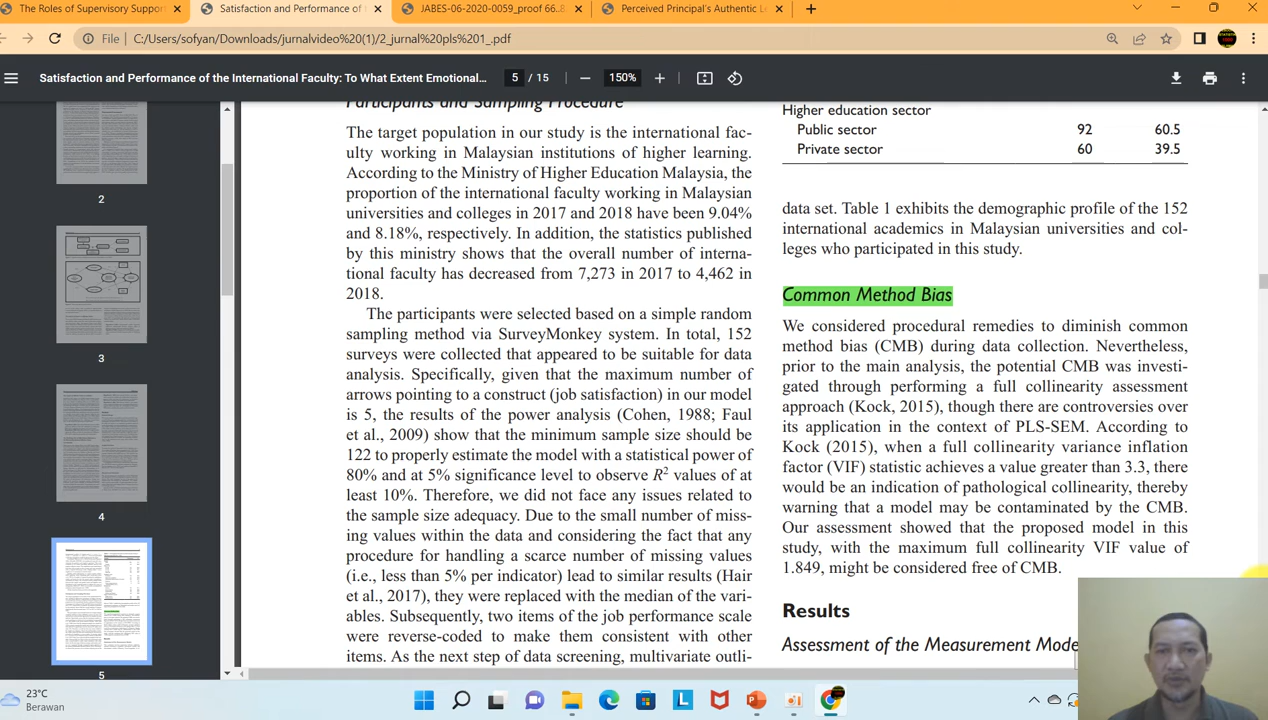 The Roles of Supervisory Suppor
Satisfaction and Performance of t
JABES-06-2020-0059_proof 66..8
Perceived Principal's Authentic Le
File
C:/Users/sofyan/Downloads/jurnalvideo%20(1)/2_jurnal%20pls%201_.pdf
Satisfaction and Performance of the International Faculty: To What Extent Emotional...
5 / 15
150%
2
3
4
5
Participants and Sampling Procedure
The target population in our study is the international fac-
ulty working in Malaysian institutions of higher learning.
According to the Ministry of Higher Education Malaysia, the
proportion of the international faculty working in Malaysian
universities and colleges in 2017 and 2018 have been 9.04%
and 8.18%, respectively. In addition, the statistics published
by this ministry shows that the overall number of interna-
tional faculty has decreased from 7,273 in 2017 to 4,462 in
2018.
The participants were selected based on a simple random
sampling method via SurveyMonkey system. In total, 152
surveys were collected that appeared to be suitable for data
analysis. Specifically, given that the maximum number of
arrows pointing to a construct (job satisfaction) in our model
is 5, the results of the power analysis (Cohen, 1988; Faul
et al., 2009) show that the minimum sample size should be
122 to properly estimate the model with a statistical power of
80% and at 5% significance level to observe R² values of at
least 10%. Therefore, we did not face any issues related to
the sample size adequacy. Due to the small number of miss-
ing values within the data and considering the fact that any
procedure for handling scarce number of missing values
(i.e., less than 5% per indicator) lead to similar results (Hair
et al., 2017), they were replaced with the median of the vari-
ables. Subsequently, two items of the job performance scale
were reverse-coded to make them consistent with other
items. As the next step of data screening, multivariate outli-
Higher education sector
Public sector 92 60.5
Private sector 60 39.5
data set. Table 1 exhibits the demographic profile of the 152
international academics in Malaysian universities and col-
leges who participated in this study.
Common Method Bias
We considered procedural remedies to diminish common
method bias (CMB) during data collection. Nevertheless,
prior to the main analysis, the potential CMB was investi-
gated through performing a full collinearity assessment
approach (Kock, 2015), though there are controversies over
its application in the context of PLS-SEM. According to
Kock (2015), when a full collinearity variance inflation
factor (VIF) statistic achieves a value greater than 3.3, there
would be an indication of pathological collinearity, thereby
warning that a model may be contaminated by the CMB.
Our assessment showed that the proposed model in this
study, with the maximum full collinearity VIF value of
1.849, might be considered free of CMB.
Results
Assessment of the Measurement Mode
23°C
Berawan